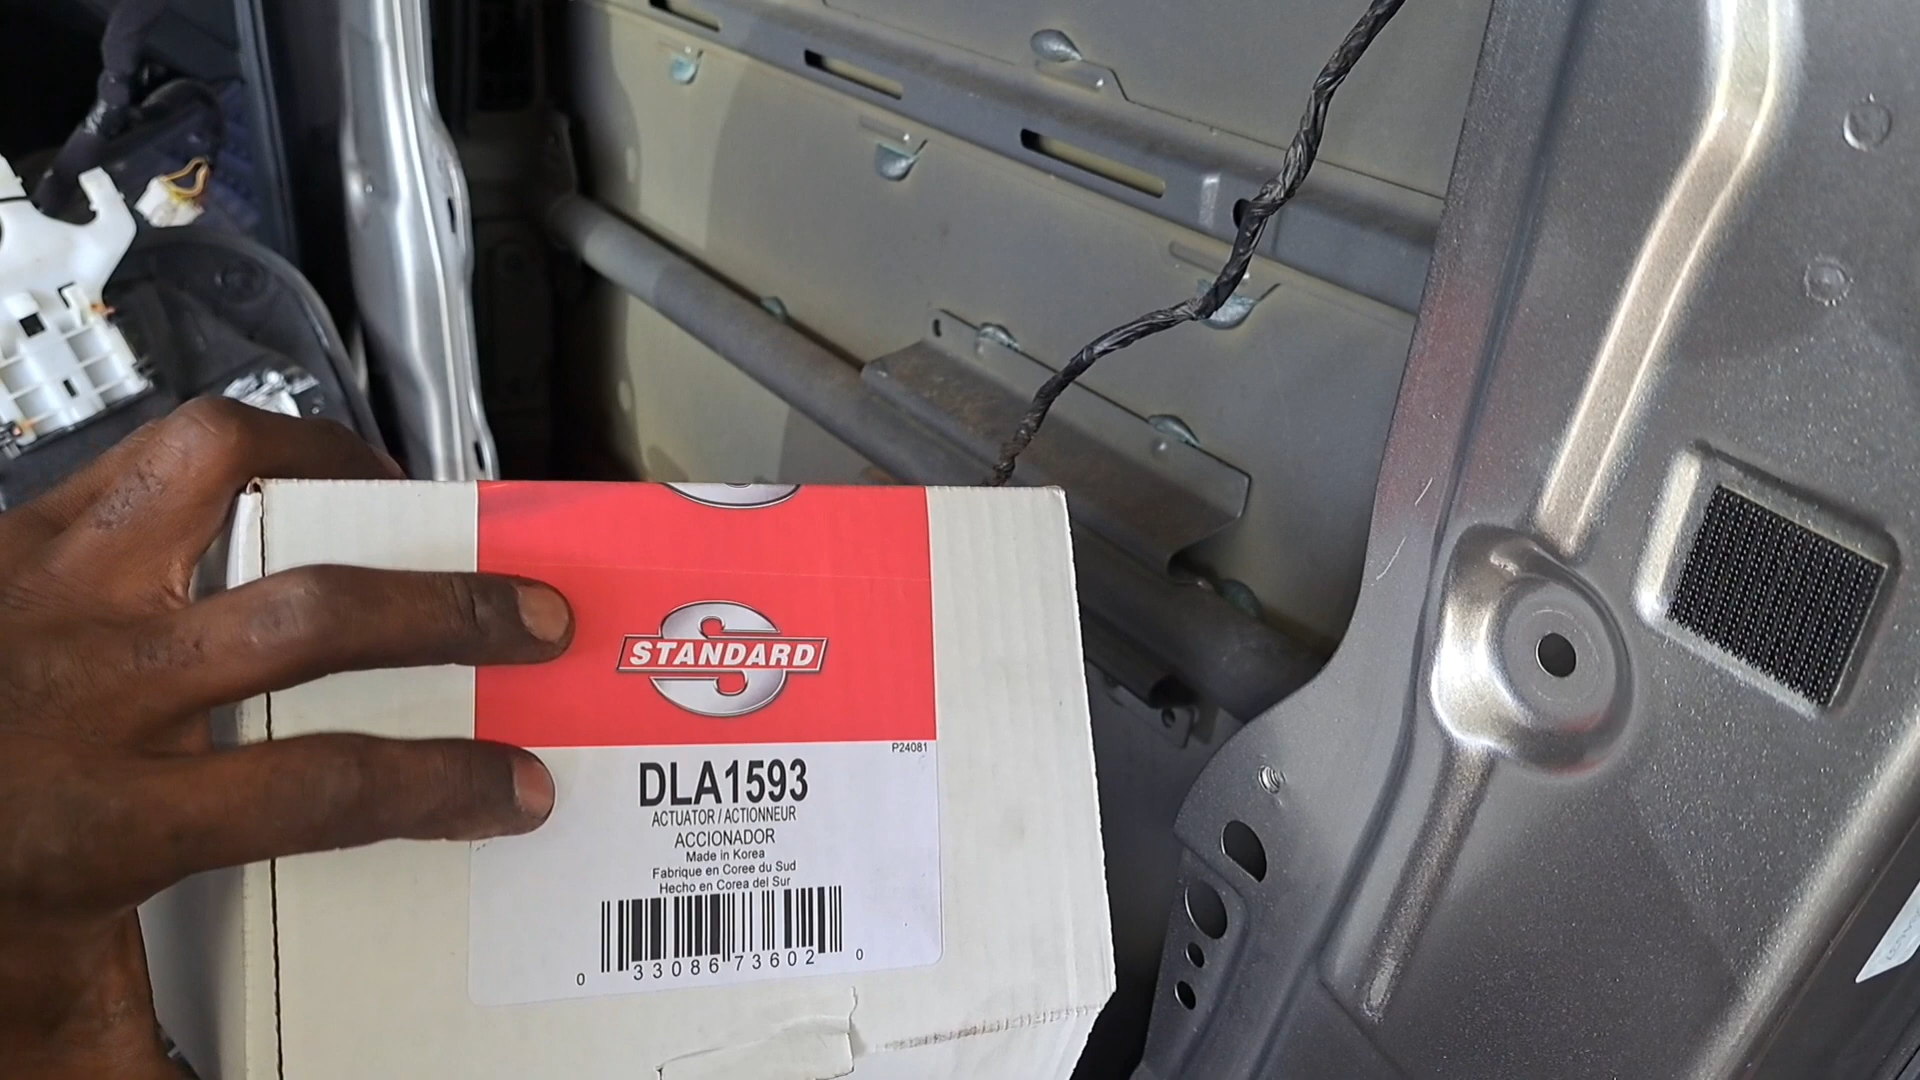 STANDARD
P24081
DLA1593
ACTUATOR / ACTIONNEUR
ACCIONADOR
Made in Korea
Fabrique en Coree du Sud
Hecho en Corea del Sur
0 33086 73602 0